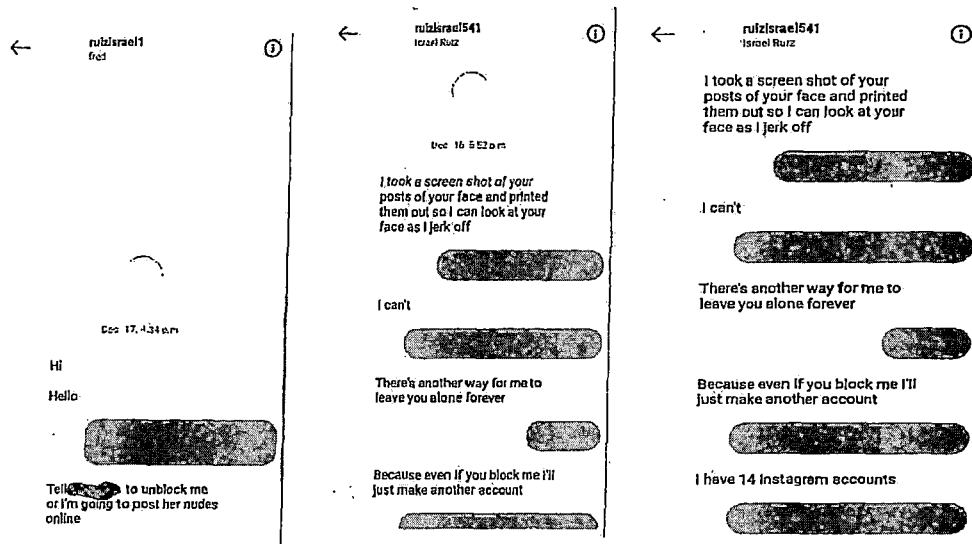 ruizisrael1
fred
Dec 17,
Hi
Hello
Tell to unblock me
or I'm going to post her nudes
online
ruizisrael541
Israel Ruiz
Dec 16
I took a screen shot of your
posts of your face and printed
them out so I can look at your
face as I jerk off
I can't
There's another way for me to
leave you alone forever
Because even if you block me I'll
just make another account
ruizisrael541
Israel Ruiz
I took a screen shot of your
posts of your face and printed
them out so I can look at your
face as I jerk off
I can't
There's another way for me to
leave you alone forever
Because even if you block me I'll
just make another account
I have 14 Instagram accounts